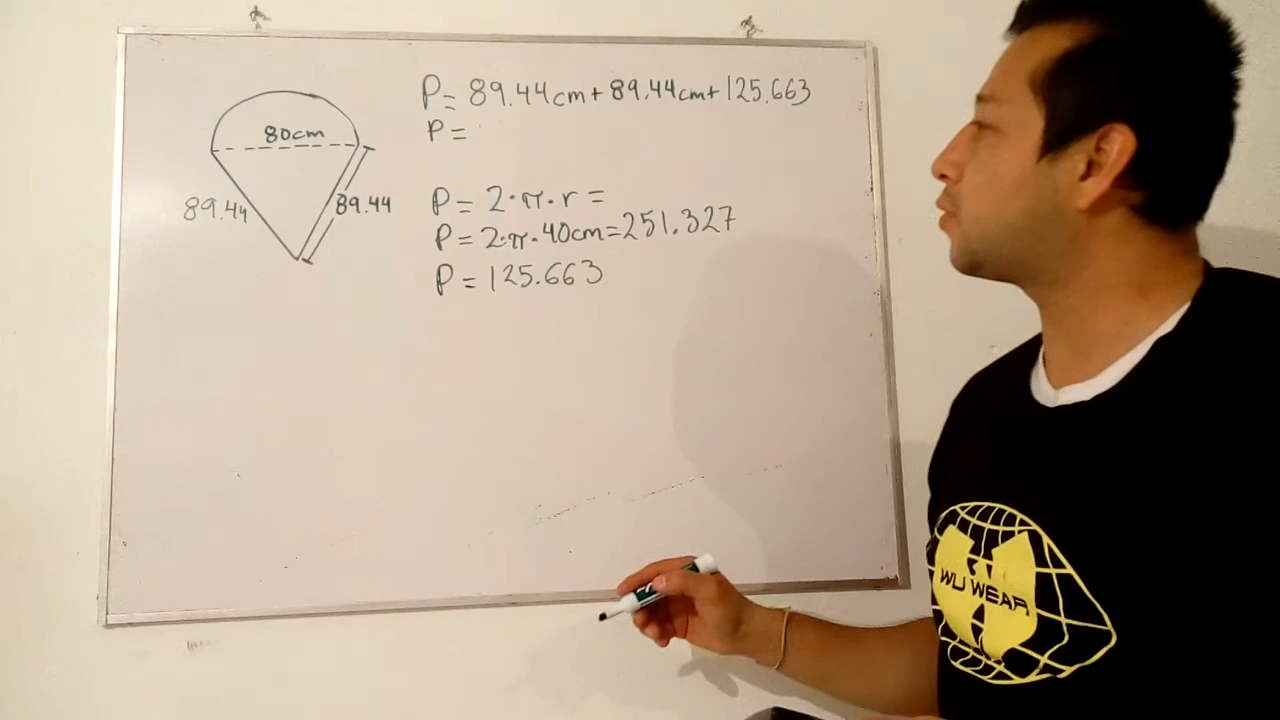 80cm
89.44
89.44
P = 89.44cm + 89.44cm + 125.663
P =
P = 2·π·r =
P = 2·π·40cm = 251.327
P = 125.663
WU WEAR